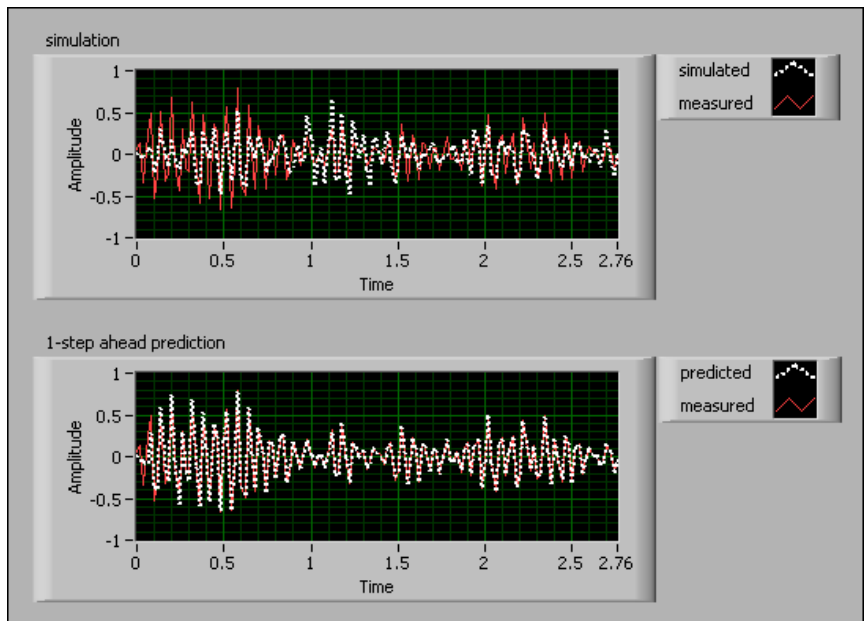 simulation
Amplitude
1
0.5
0
-0.5
-1
0 0.5 1 1.5 2 2.5 2.76
Time
simulated
measured
1-step ahead prediction
Amplitude
1
0.5
0
-0.5
-1
0 0.5 1 1.5 2 2.5 2.76
Time
predicted
measured